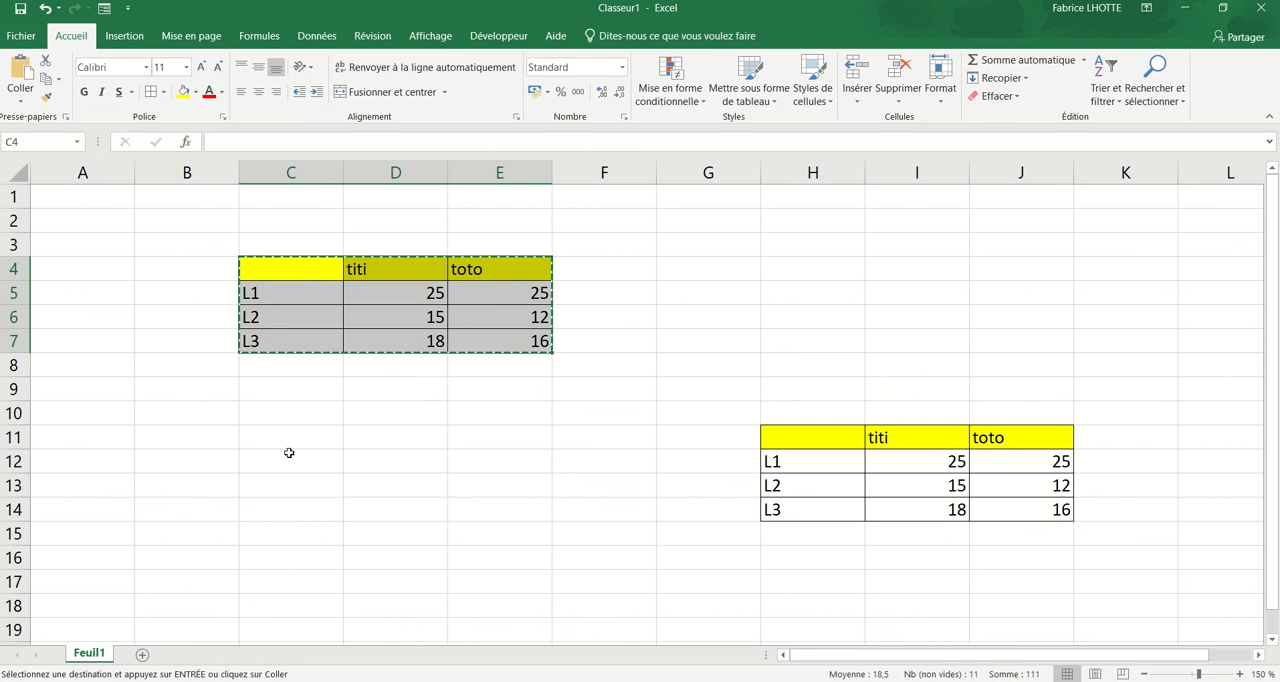 Classeur1 - Excel
Fabrice LHOTTE
Fichier Accueil Insertion Mise en page Formules Données Révision Affichage Aide Développeur Dites-nous ce que vous voulez faire Partager
Calibri 11 Renvoyer à la ligne automatiquement Standard Somme automatique
Coller Mise en forme Mettre sous forme Styles de Insérer Supprimer Format Recopier Trier et Rechercher et
G I S Fusionner et centrer % 000 conditionnelle de tableau cellules Effacer filtrer sélectionner
Presse-papiers Police Alignement Nombre Styles Cellules Édition
C4 fx
A B C D E F G H I J K L
1
2
3
4 titi toto
5 L1 25 25
6 L2 15 12
7 L3 18 16
8
9
10
11 titi toto
12 L1 25 25
13 L2 15 12
14 L3 18 16
15
16
17
18
19
Feuil1
Sélectionnez une destination et appuyez sur ENTRÉE ou cliquez sur Coller Moyenne : 18,5 Nb (non vides) : 11 Somme : 111 150 %